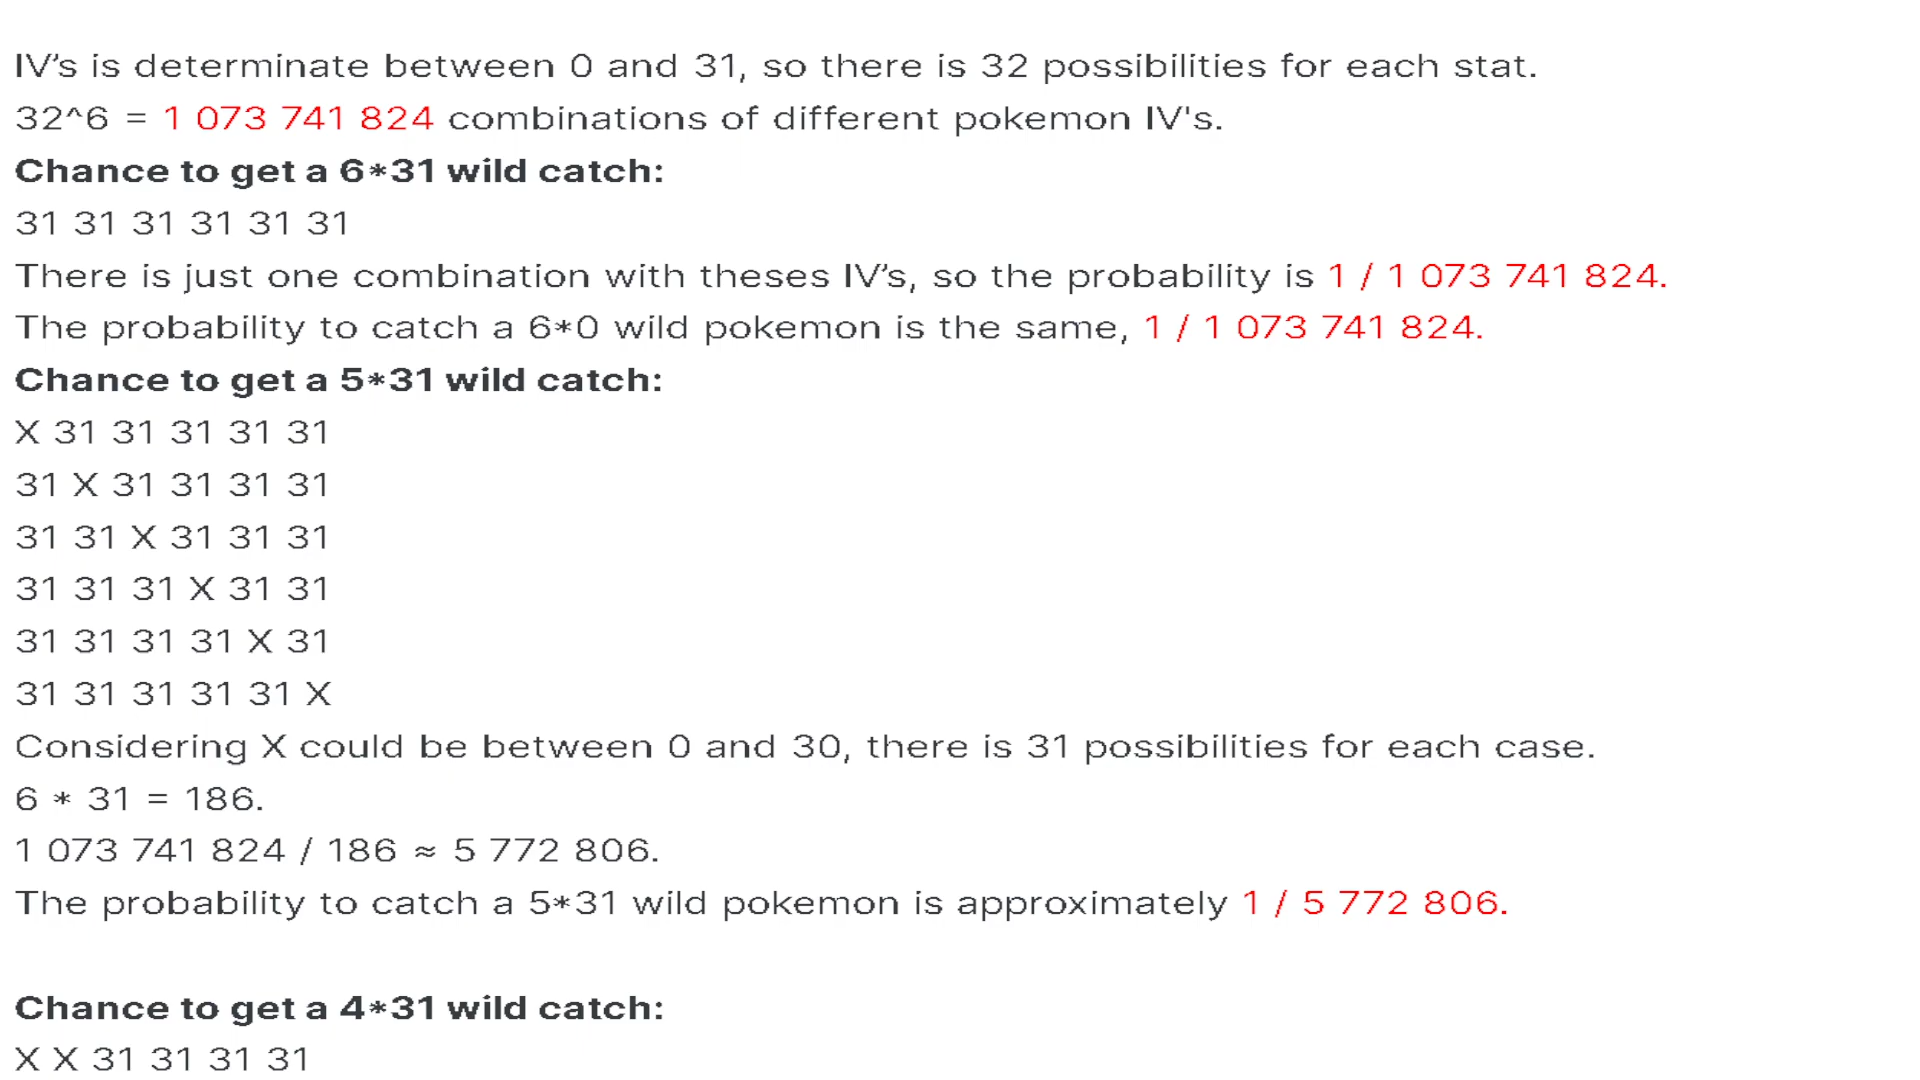 IV’s is determinate between 0 and 31, so there is 32 possibilities for each stat.
32^6 = 1 073 741 824 combinations of different pokemon IV's.
Chance to get a 6*31 wild catch:
31 31 31 31 31 31
There is just one combination with theses IV’s, so the probability is 1 / 1 073 741 824.
The probability to catch a 6*0 wild pokemon is the same, 1 / 1 073 741 824.
Chance to get a 5*31 wild catch:
X 31 31 31 31 31
31 X 31 31 31 31
31 31 X 31 31 31
31 31 31 X 31 31
31 31 31 31 X 31
31 31 31 31 31 X
Considering X could be between 0 and 30, there is 31 possibilities for each case.
6 * 31 = 186.
1 073 741 824 / 186 ≈ 5 772 806.
The probability to catch a 5*31 wild pokemon is approximately 1 / 5 772 806.
Chance to get a 4*31 wild catch:
X X 31 31 31 31